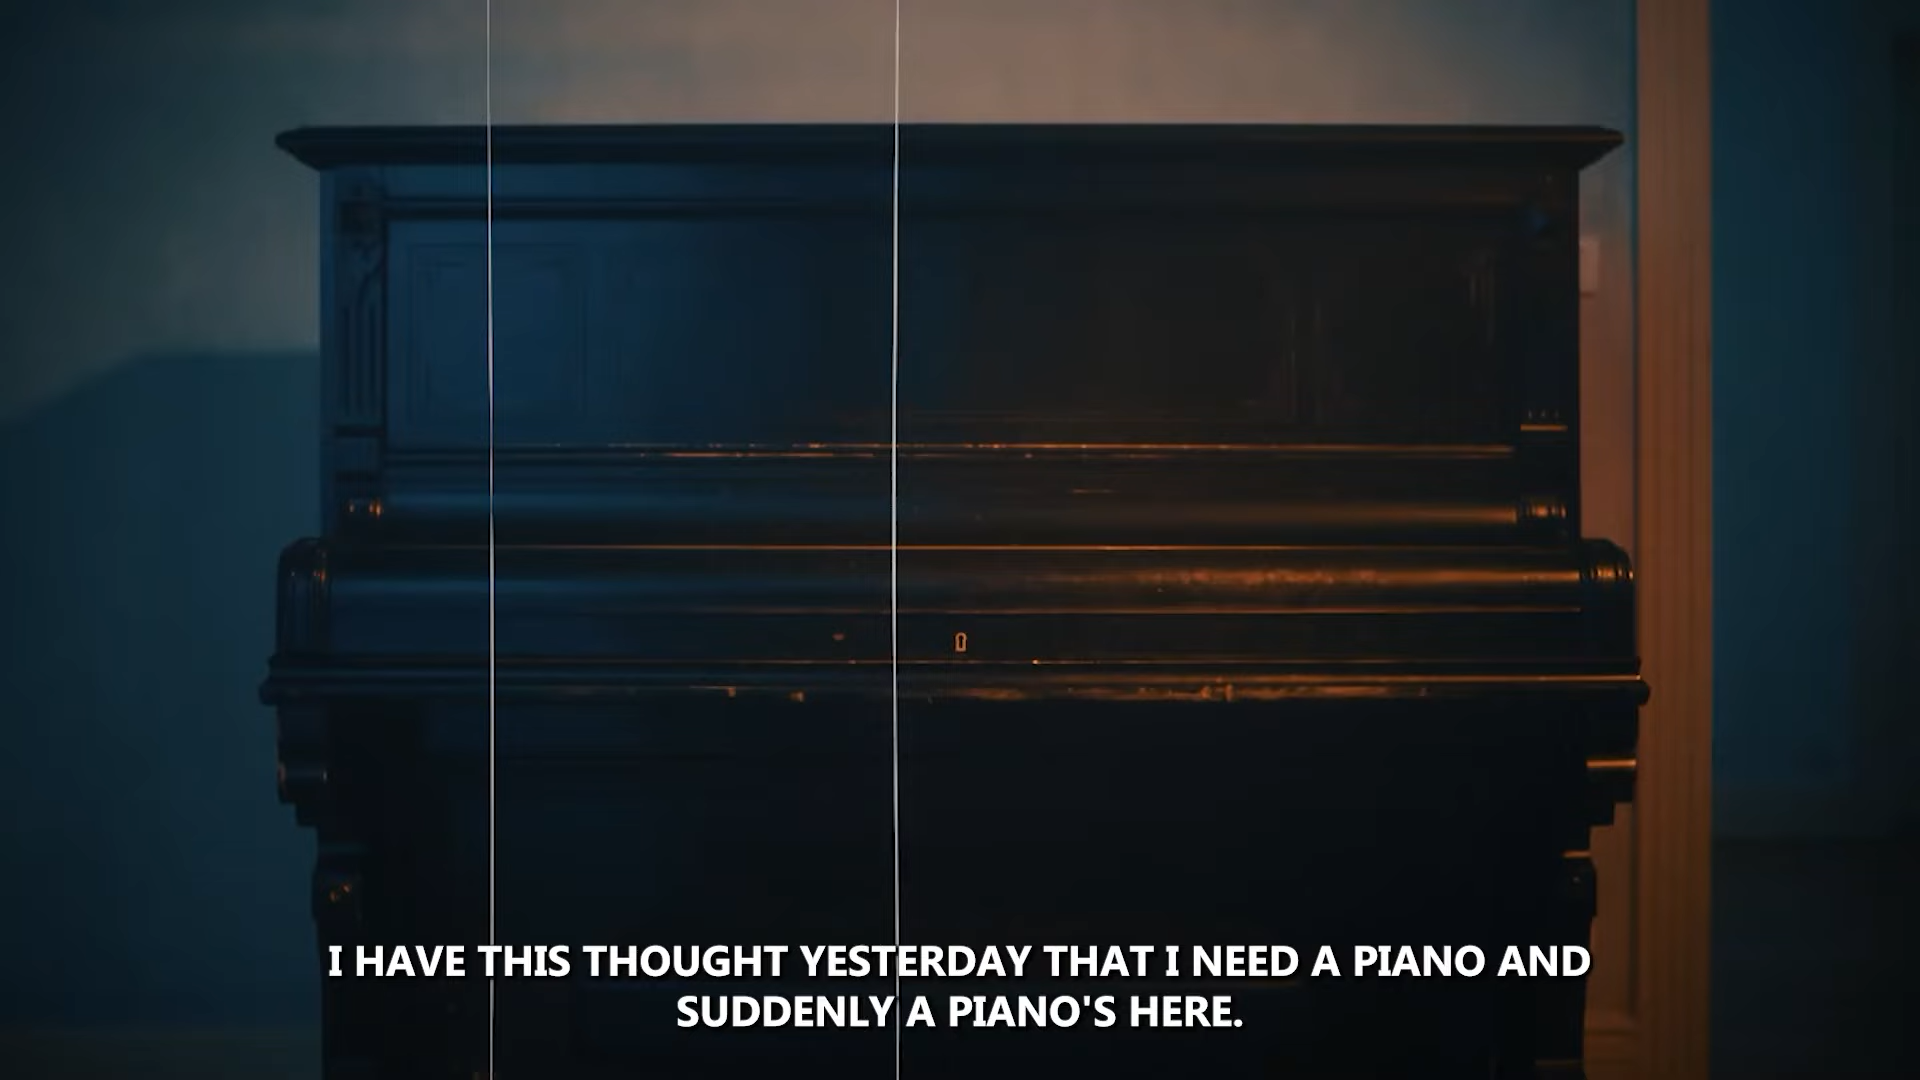 I HAVE THIS THOUGHT YESTERDAY THAT I NEED A PIANO AND
SUDDENLY A PIANO'S HERE.